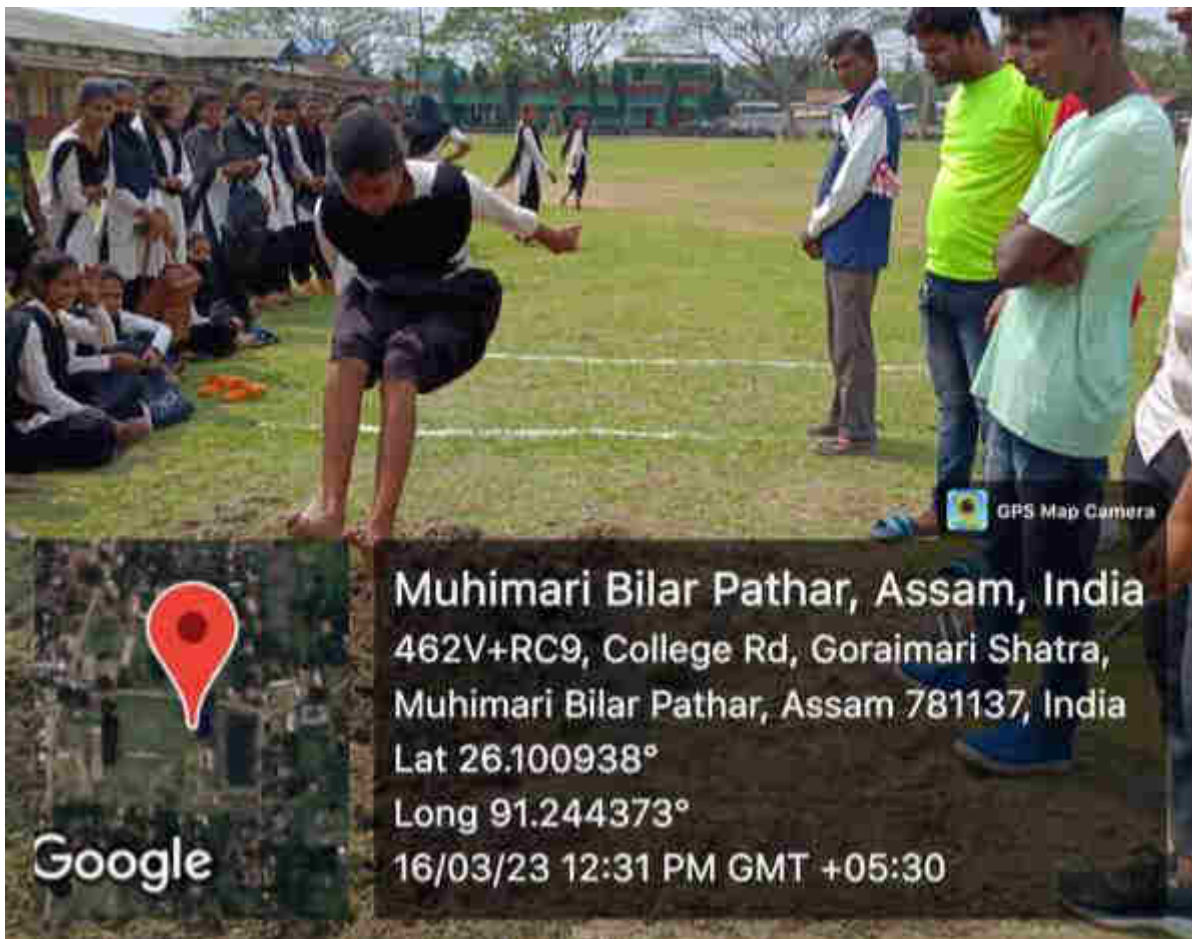 GPS Map Camera
Muhimari Bilar Pathar, Assam, India
462V+RC9, College Rd, Goraimari Shatra,
Muhimari Bilar Pathar, Assam 781137, India
Lat 26.100938°
Long 91.244373°
16/03/23 12:31 PM GMT +05:30
Google